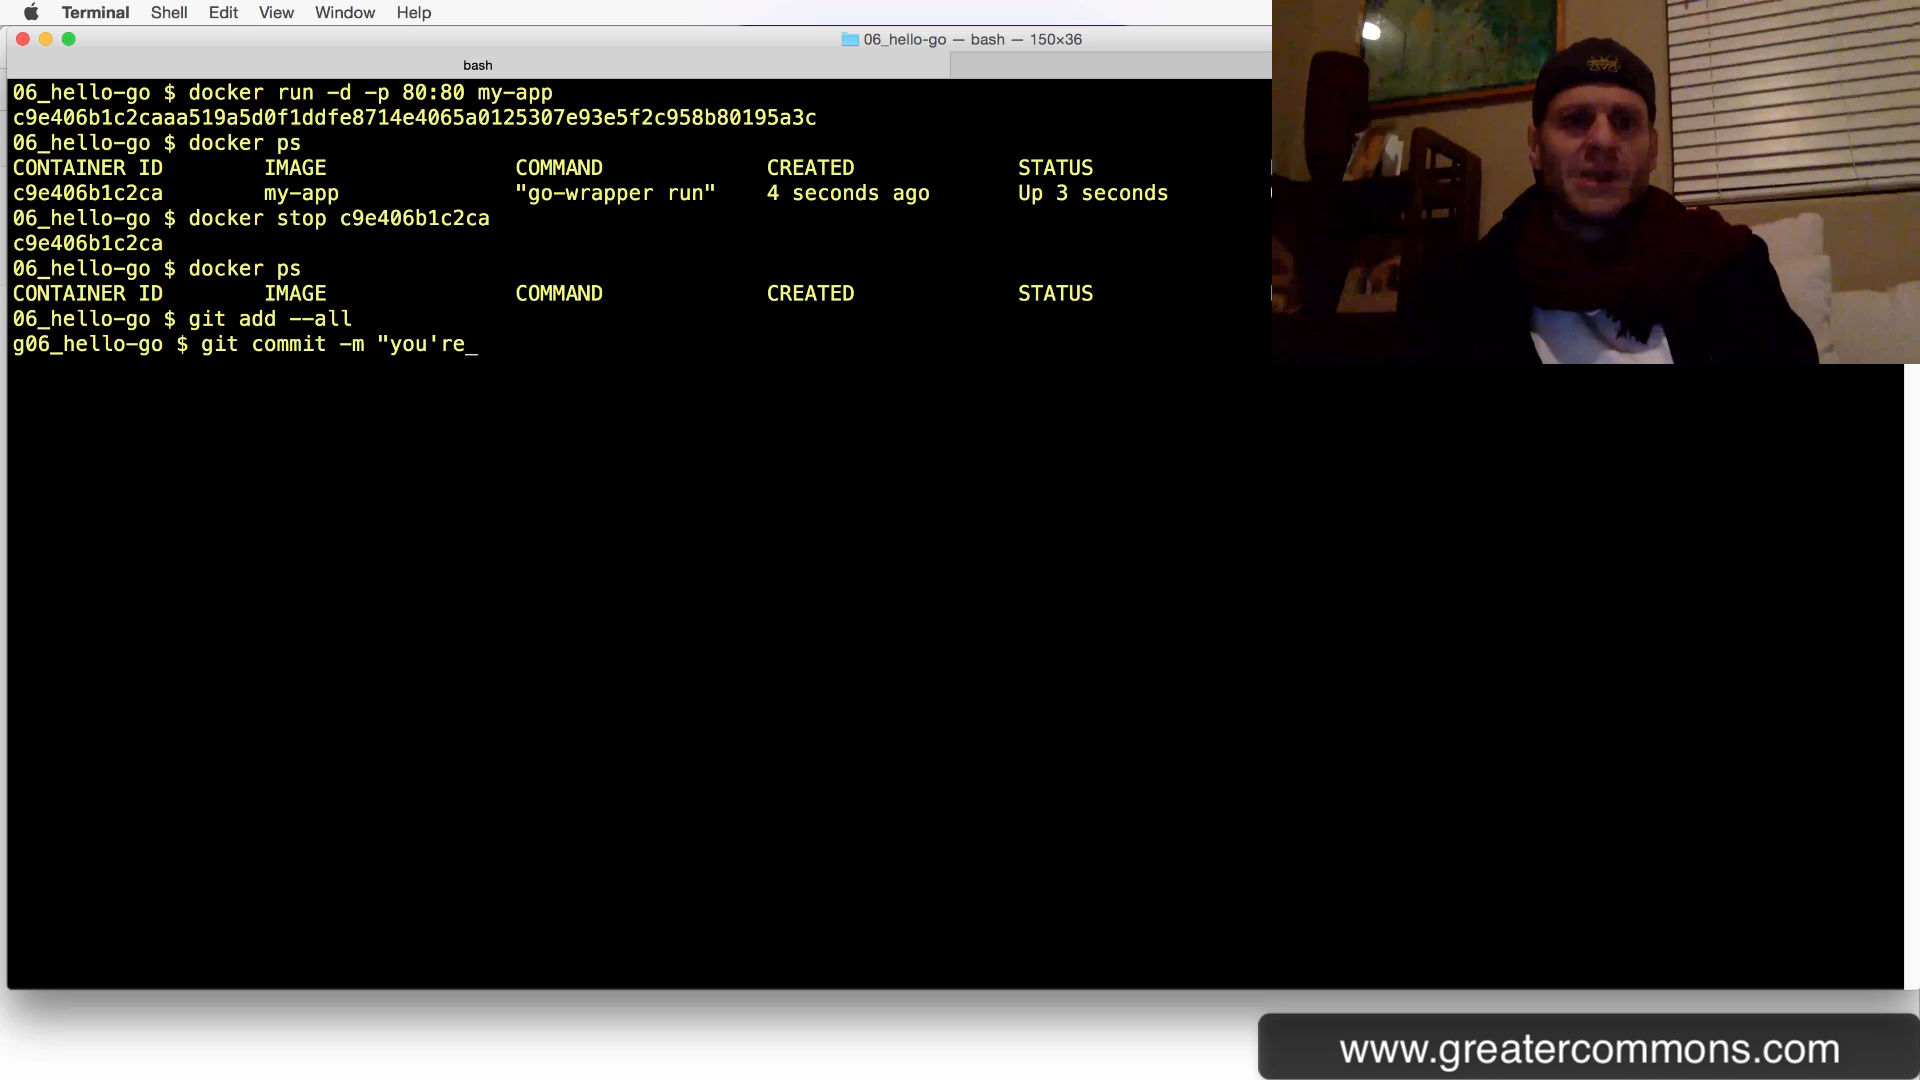 Terminal Shell Edit View Window Help
06_hello-go — bash — 150×36
bash
06_hello-go $ docker run -d -p 80:80 my-app
c9e406b1c2caaa519a5d0f1ddfe8714e4065a0125307e93e5f2c958b80195a3c
06_hello-go $ docker ps
CONTAINER ID IMAGE COMMAND CREATED STATUS
c9e406b1c2ca my-app "go-wrapper run" 4 seconds ago Up 3 seconds
06_hello-go $ docker stop c9e406b1c2ca
c9e406b1c2ca
06_hello-go $ docker ps
CONTAINER ID IMAGE COMMAND CREATED STATUS
06_hello-go $ git add --all
g06_hello-go $ git commit -m "you're_
www.greatercommons.com